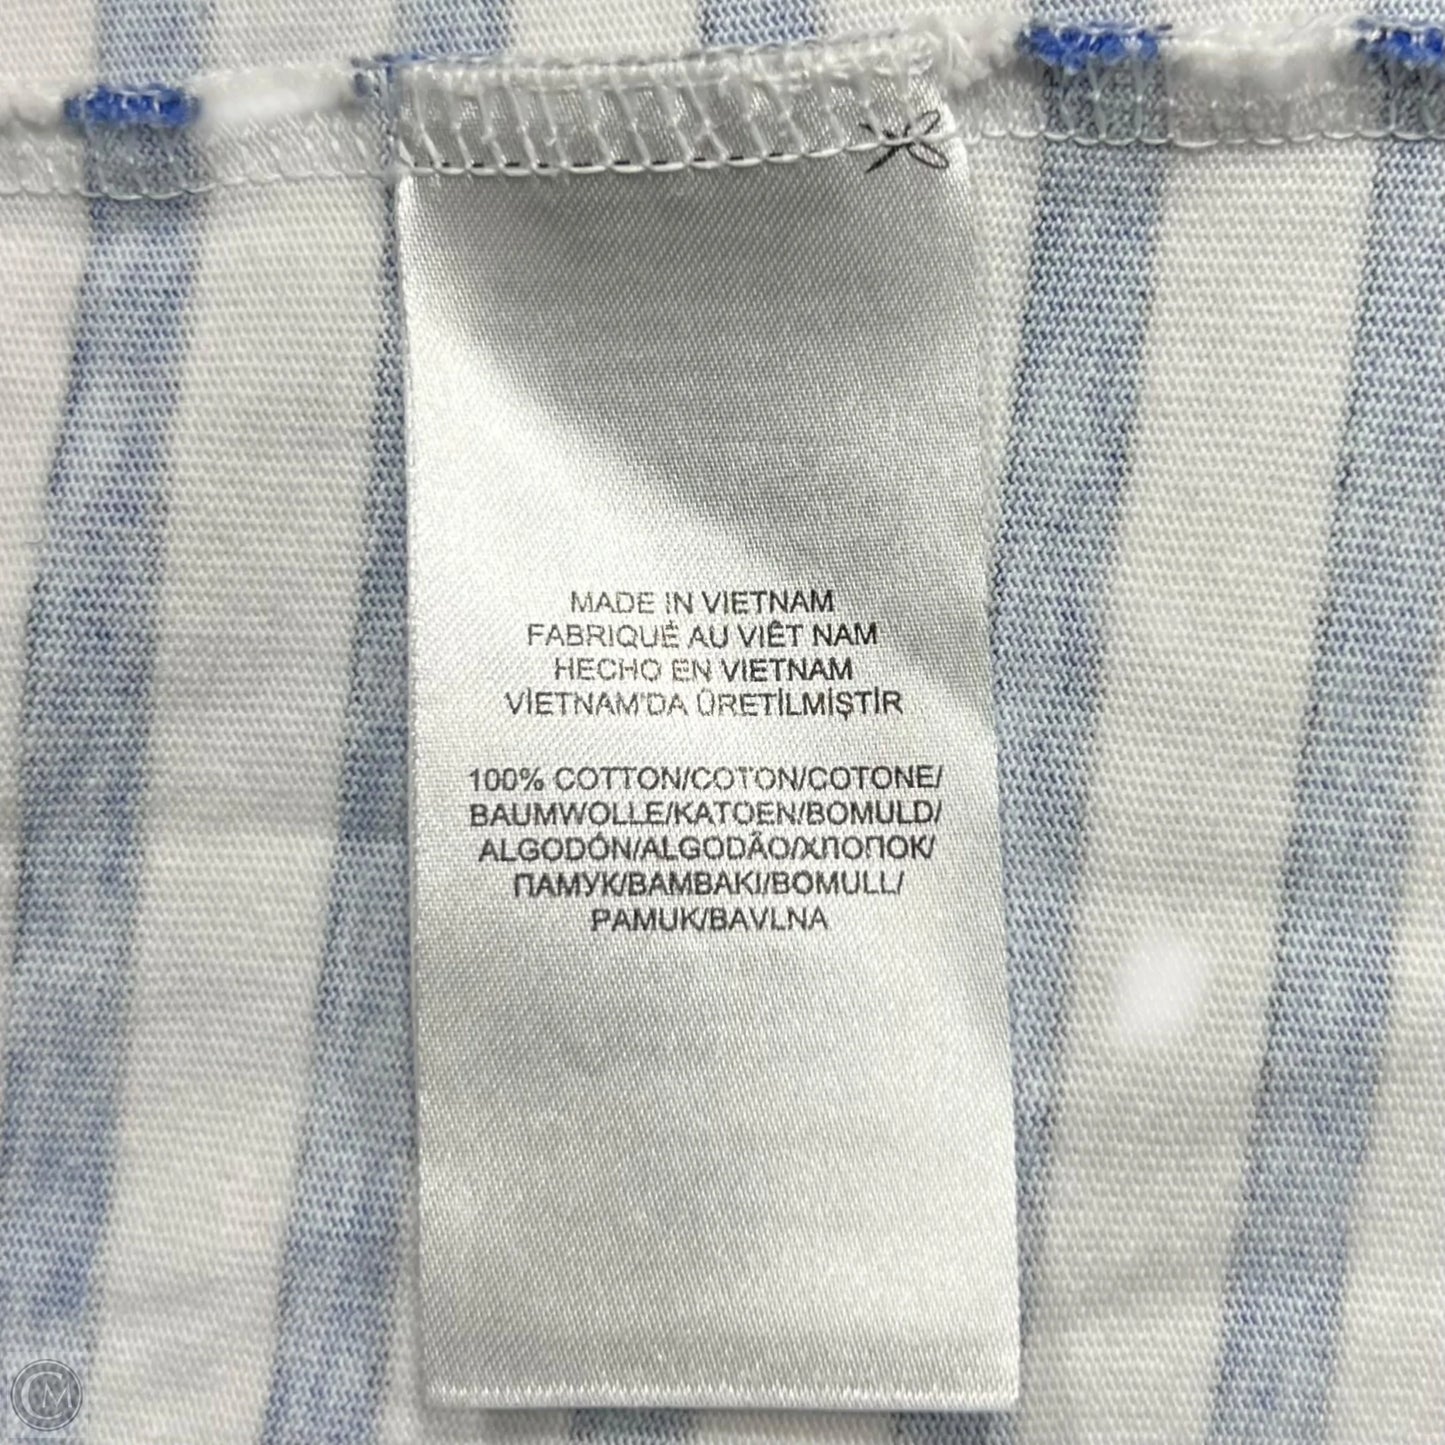 MADE IN VIETNAM
FABRIQUÉ AU VIÊT NAM
HECHO EN VIETNAM
VİETNAM'DA ÜRETİLMİŞTİR
100% COTTON/COTON/COTONE/
BAUMWOLLE/KATOEN/BOMULD/
ALGODÓN/ALGODÃO/ХЛОПОК/
ПАМУК/BAMBAKI/BOMULL/
PAMUK/BAVLNA
CM